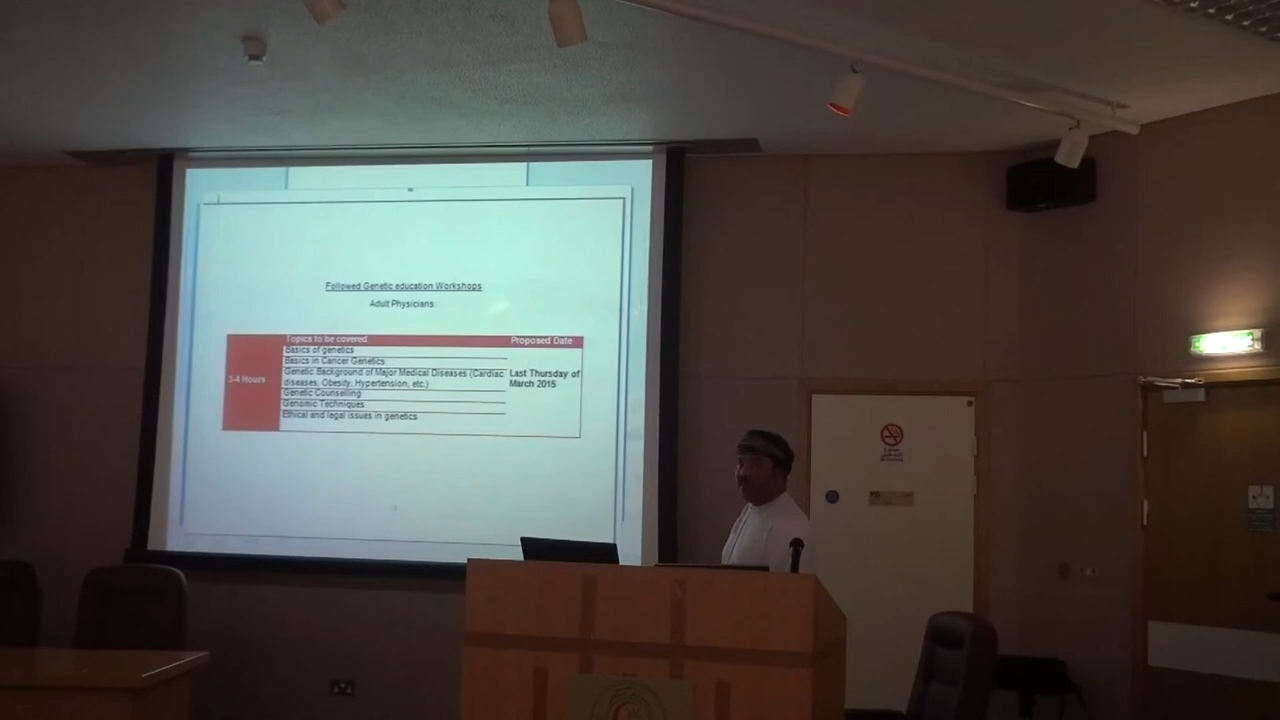 Followed Genetic education Workshops
Adult Physicians
Topics to be covered
Proposed Date
3-4 Hours
Basics of genetics
Basics in Cancer Genetics
Genetic Background of Major Medical Diseases (Cardiac
diseases, Obesity, Hypertension, etc.)
Genetic Counselling
Genomic Techniques
Ethical and legal issues in genetics
Last Thursday of
March 2015